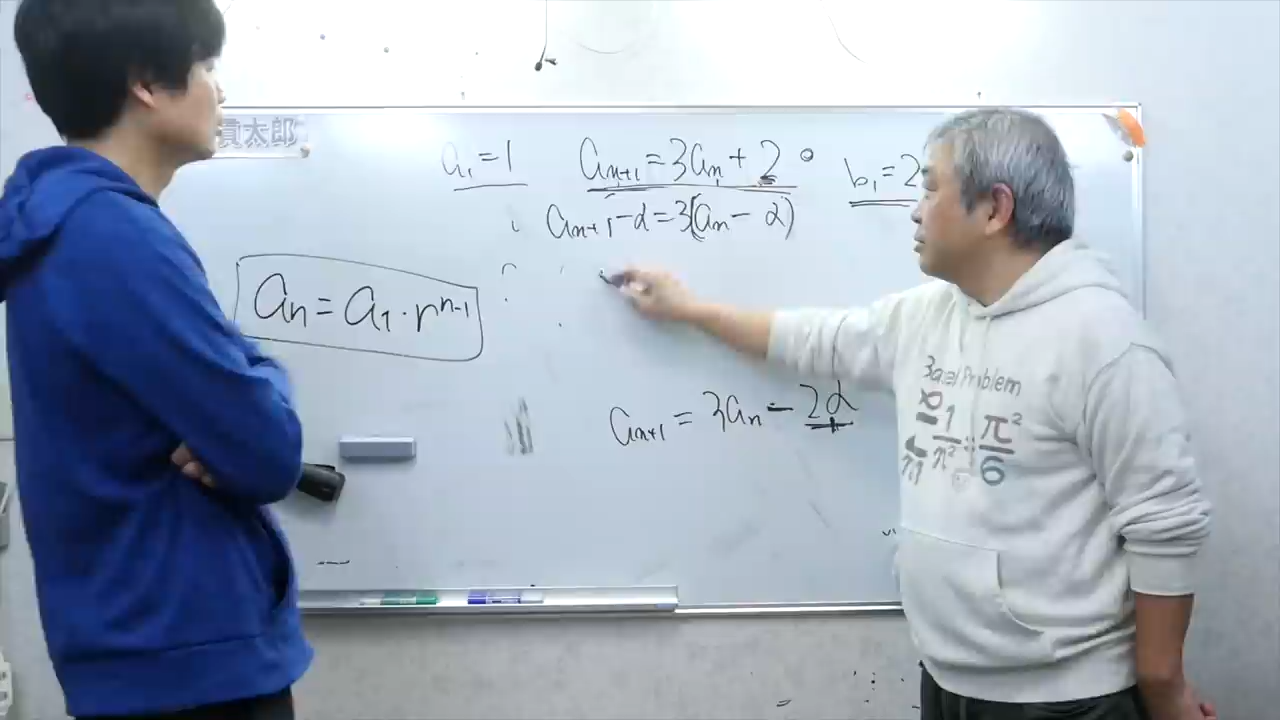 貫太郎
a₁=1 aₙ₊₁=3aₙ+2 b₁=2
aₙ₊₁-α=3(aₙ-α)
aₙ=a₁·rⁿ⁻¹
aₙ₊₁=3aₙ-2α
Basel Problem
∞ 1 π²
n=1 n² = 6